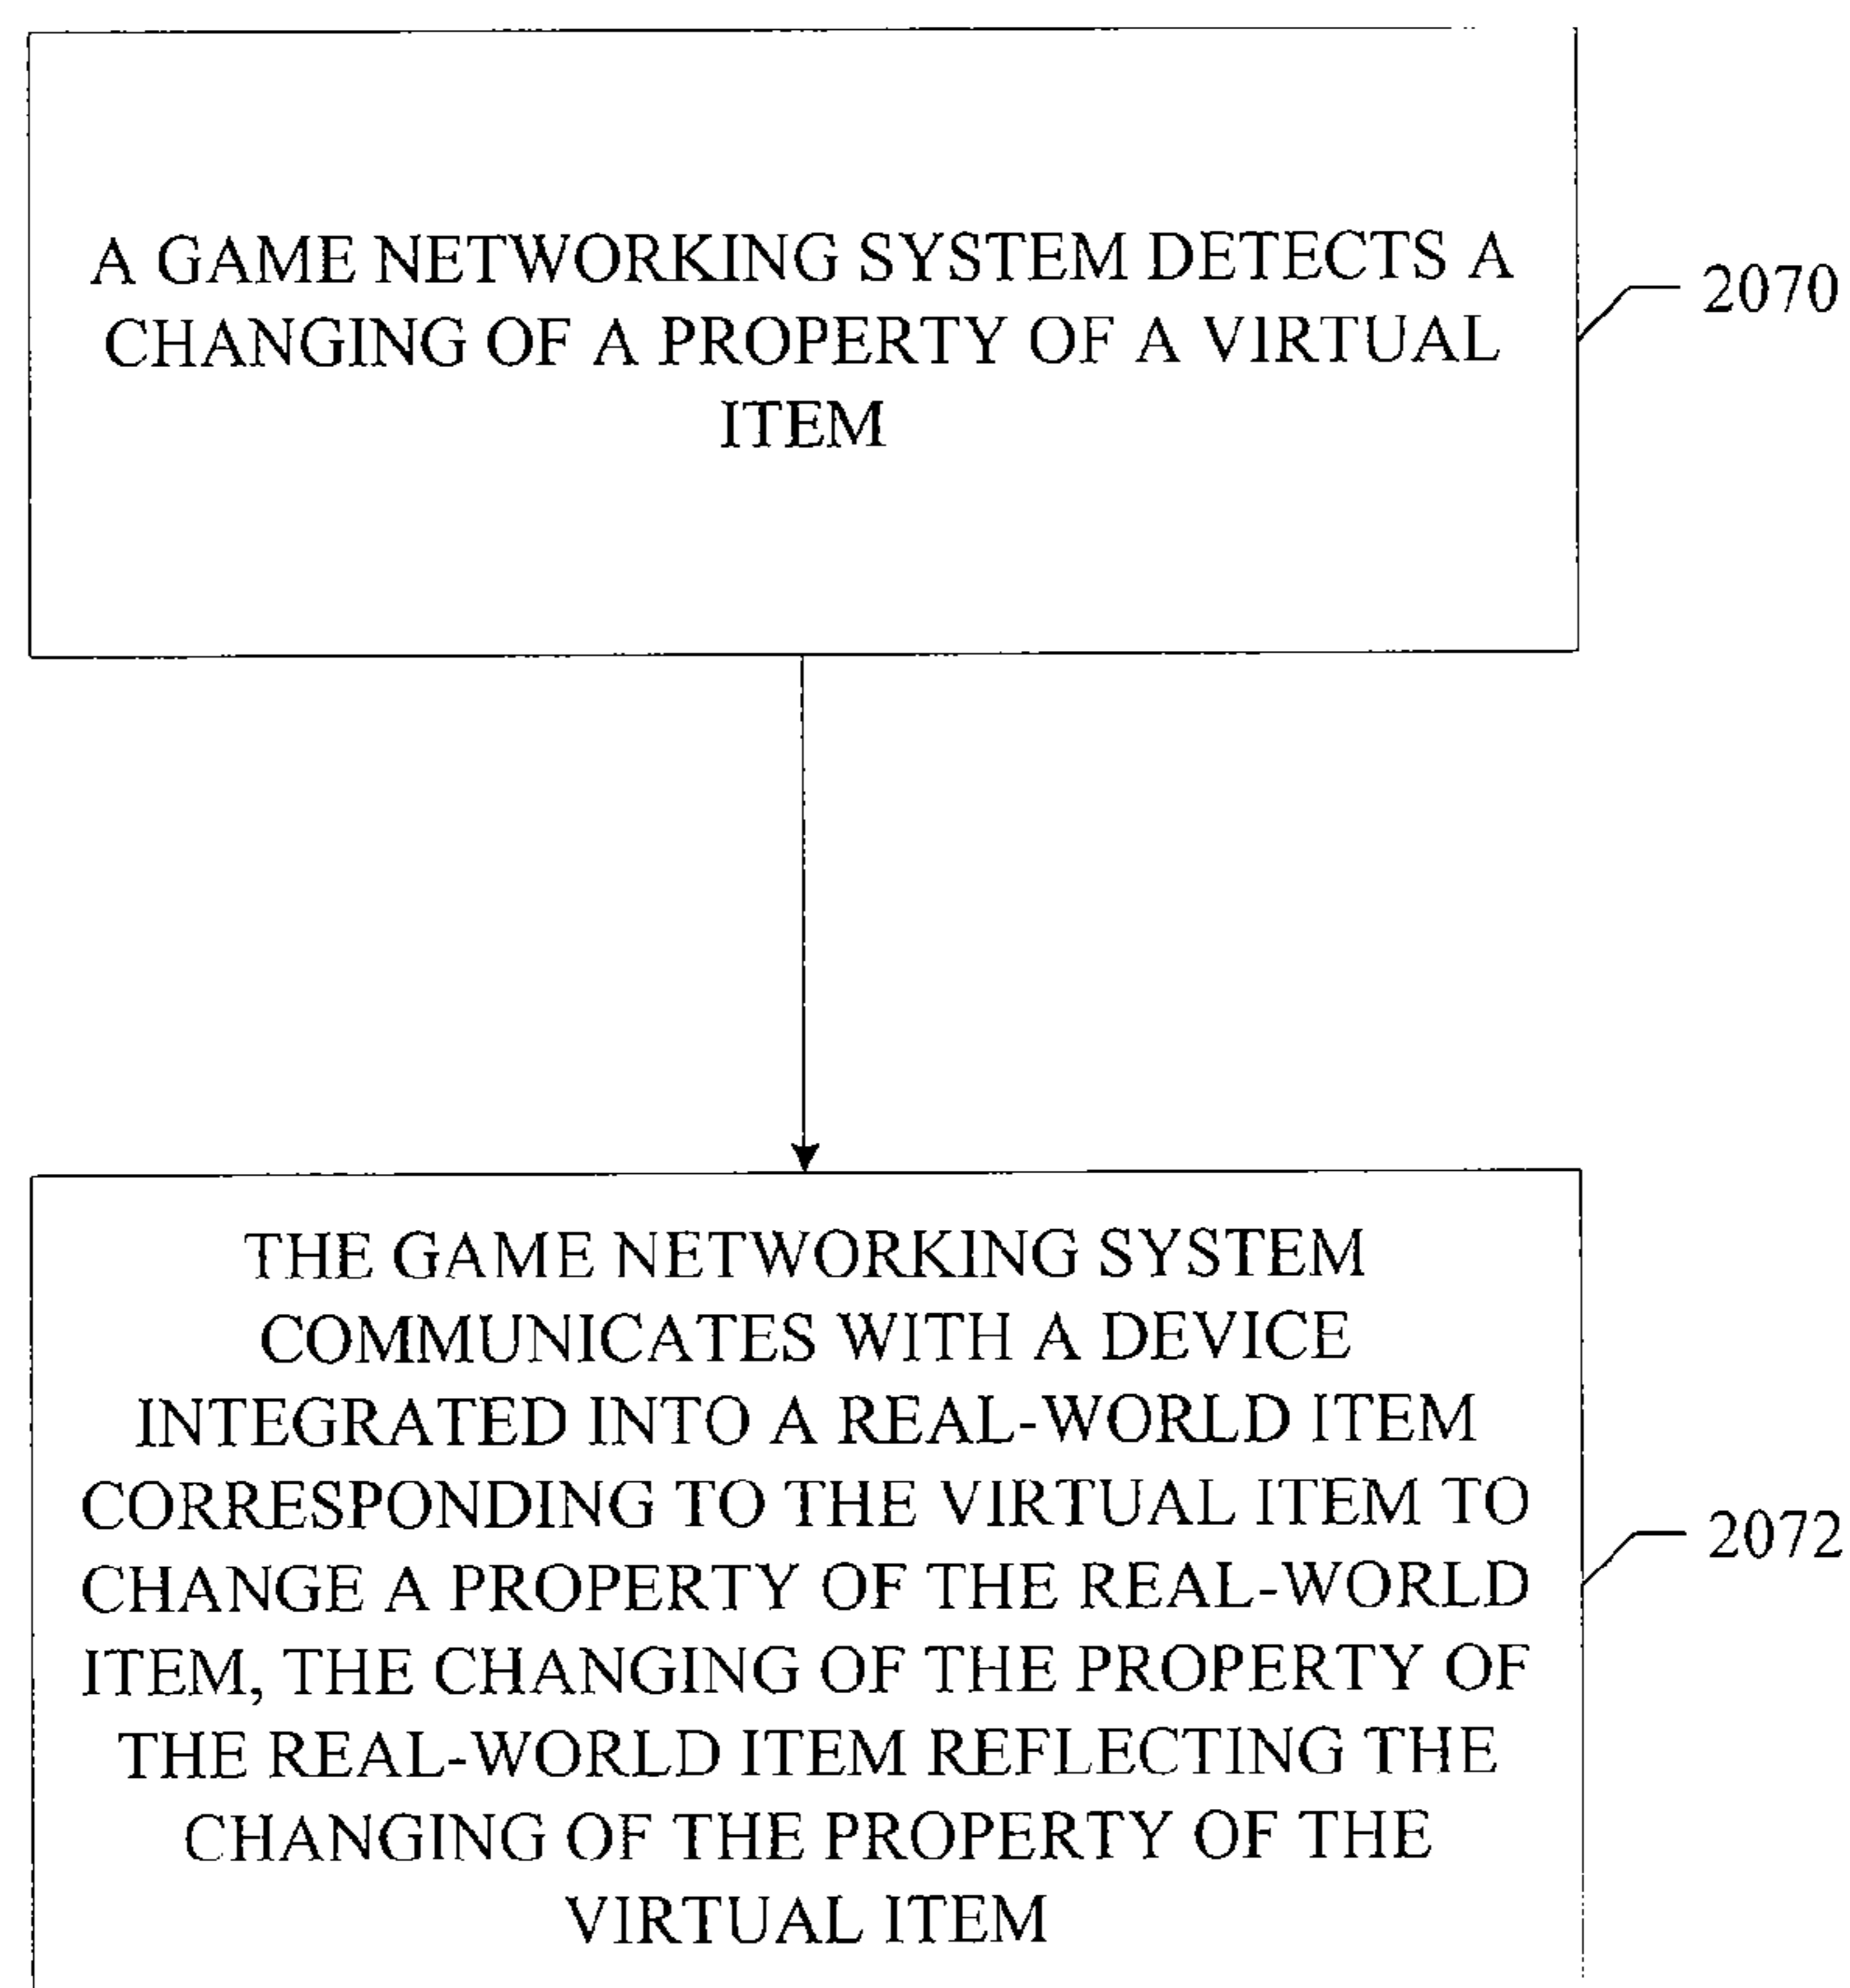 A GAME NETWORKING SYSTEM DETECTS A
CHANGING OF A PROPERTY OF A VIRTUAL
ITEM
2070
THE GAME NETWORKING SYSTEM
COMMUNICATES WITH A DEVICE
INTEGRATED INTO A REAL-WORLD ITEM
CORRESPONDING TO THE VIRTUAL ITEM TO
CHANGE A PROPERTY OF THE REAL-WORLD
ITEM, THE CHANGING OF THE PROPERTY OF
THE REAL-WORLD ITEM REFLECTING THE
CHANGING OF THE PROPERTY OF THE
VIRTUAL ITEM
2072